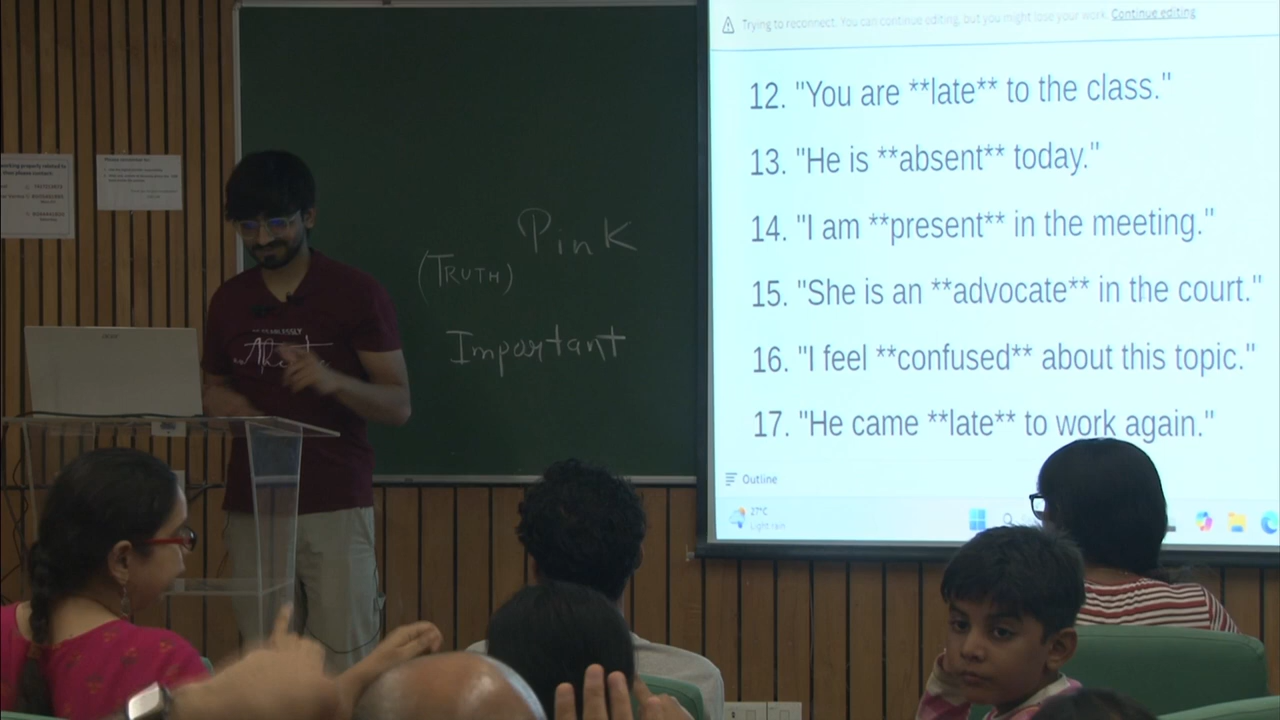 Trying to reconnect. You can continue editing, but you might lose your work. Continue editing
12. "You are **late** to the class."
13. "He is **absent** today."
14. "I am **present** in the meeting."
15. "She is an **advocate** in the court."
16. "I feel **confused** about this topic."
17. "He came **late** to work again."
Outline
27°C
Light rain
Pink
(TRUTH)
Important
acer